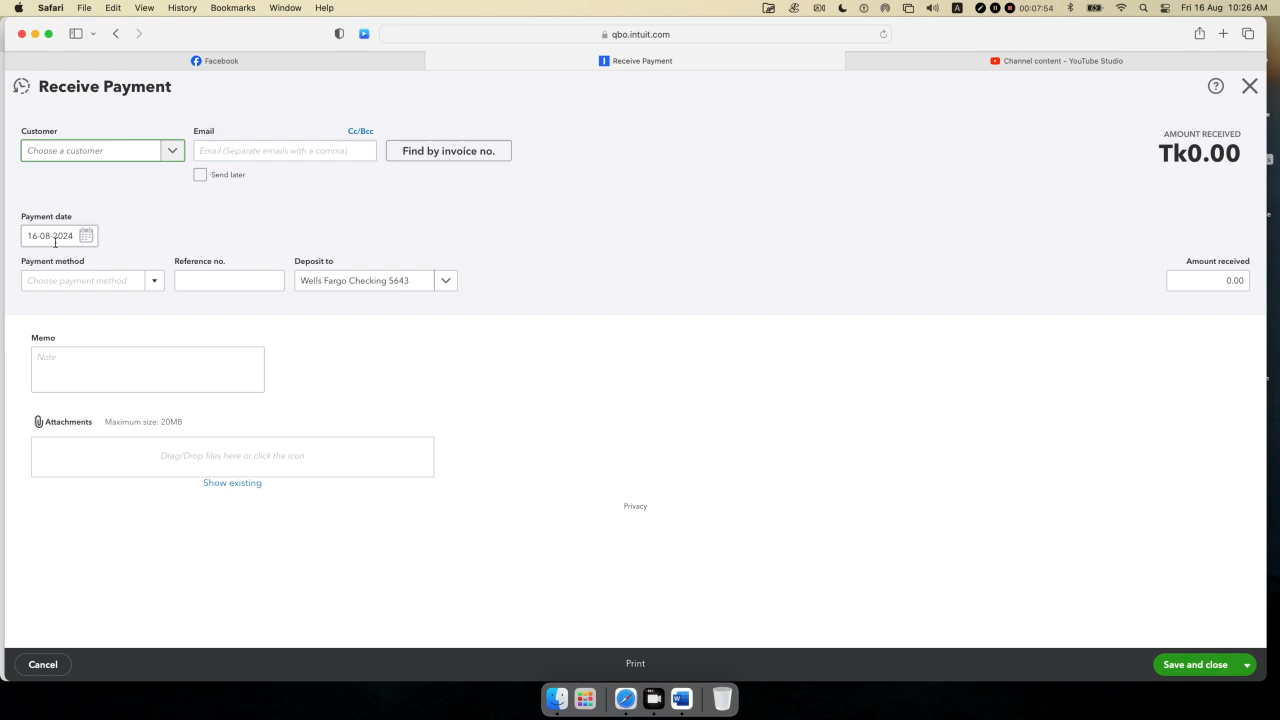 Safari File Edit View History Bookmarks Window Help A 00:07:54 Fri 16 Aug 10:26 AM
qbo.intuit.com
Facebook Receive Payment Channel content - YouTube Studio
Receive Payment
Customer Email Cc/Bcc AMOUNT RECEIVED
Choose a customer Email (Separate emails with a comma) Find by invoice no. Tk0.00
Send later
Payment date
16-08-2024
Payment method Reference no. Deposit to Amount received
Choose payment method Wells Fargo Checking 5643 0.00
Memo
Note
Attachments Maximum size: 20MB
Drag/Drop files here or click the icon
Show existing
Privacy
Cancel Print Save and close